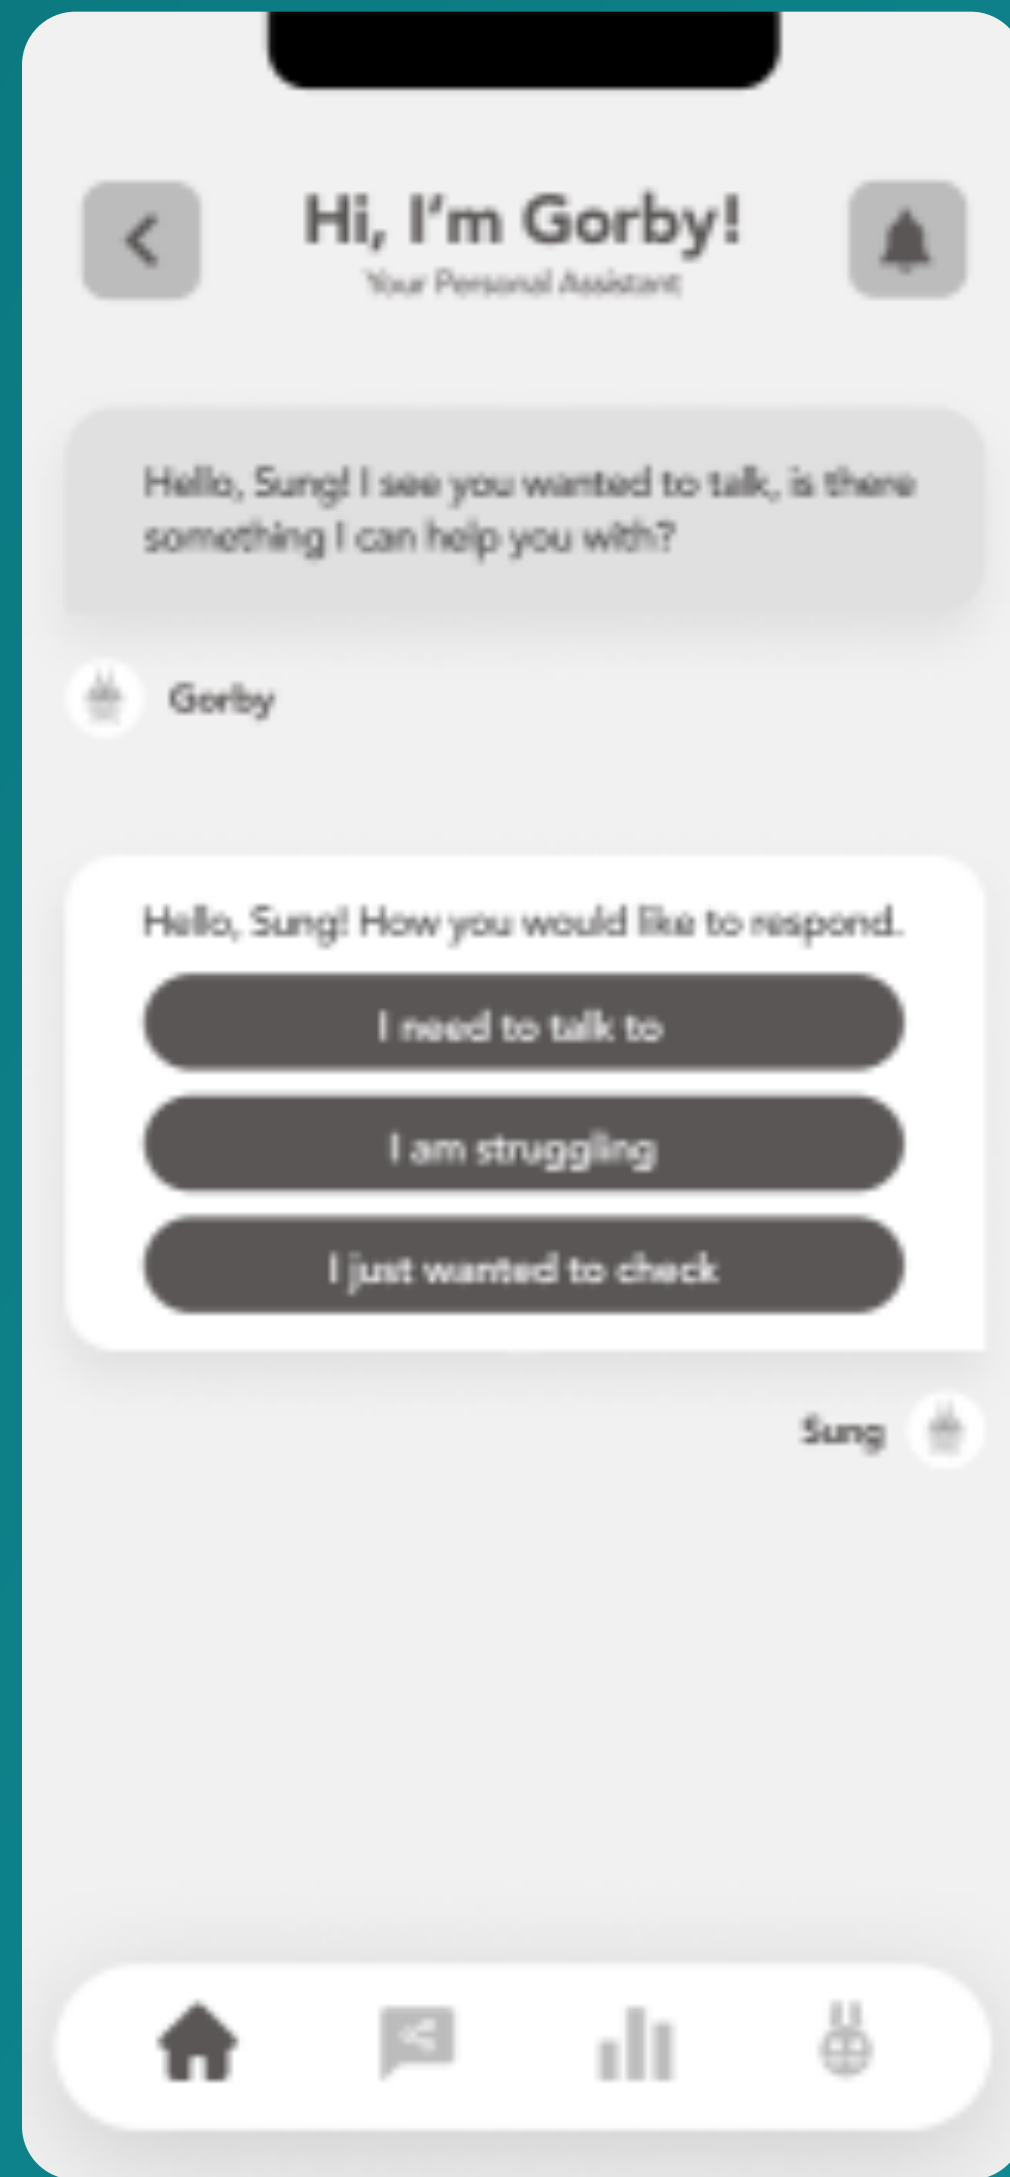 Hi, I'm Gorby!
Your Personal Assistant
Hello, Sung! I see you wanted to talk, is there
something I can help you with?
Gorby
Hello, Sung! How you would like to respond.
I need to talk to
I am struggling
I just wanted to check
Sung